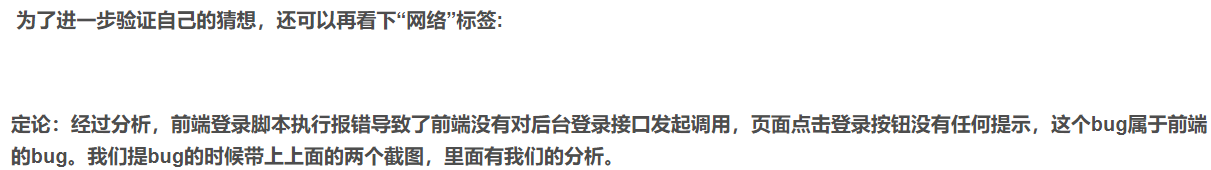 为了进一步验证自己的猜想，还可以再看下“网络”标签:
定论：经过分析，前端登录脚本执行报错导致了前端没有对后台登录接口发起调用，页面点击登录按钮没有任何提示，这个bug属于前端
的bug。我们提bug的时候带上上面的两个截图，里面有我们的分析。